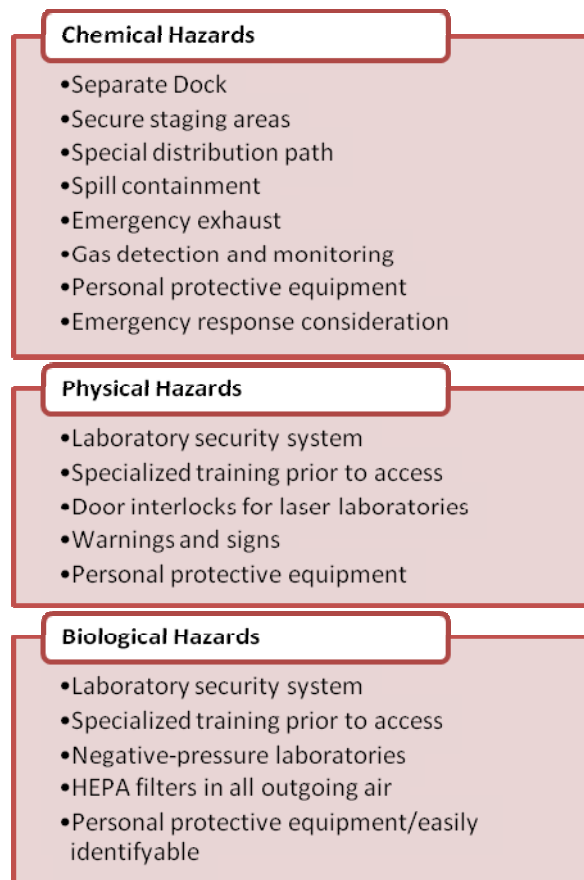 Chemical Hazards
•Separate Dock
•Secure staging areas
•Special distribution path
•Spill containment
•Emergency exhaust
•Gas detection and monitoring
•Personal protective equipment
•Emergency response consideration
Physical Hazards
•Laboratory security system
•Specialized training prior to access
•Door interlocks for laser laboratories
•Warnings and signs
•Personal protective equipment
Biological Hazards
•Laboratory security system
•Specialized training prior to access
•Negative-pressure laboratories
•HEPA filters in all outgoing air
•Personal protective equipment/easily
identifyable